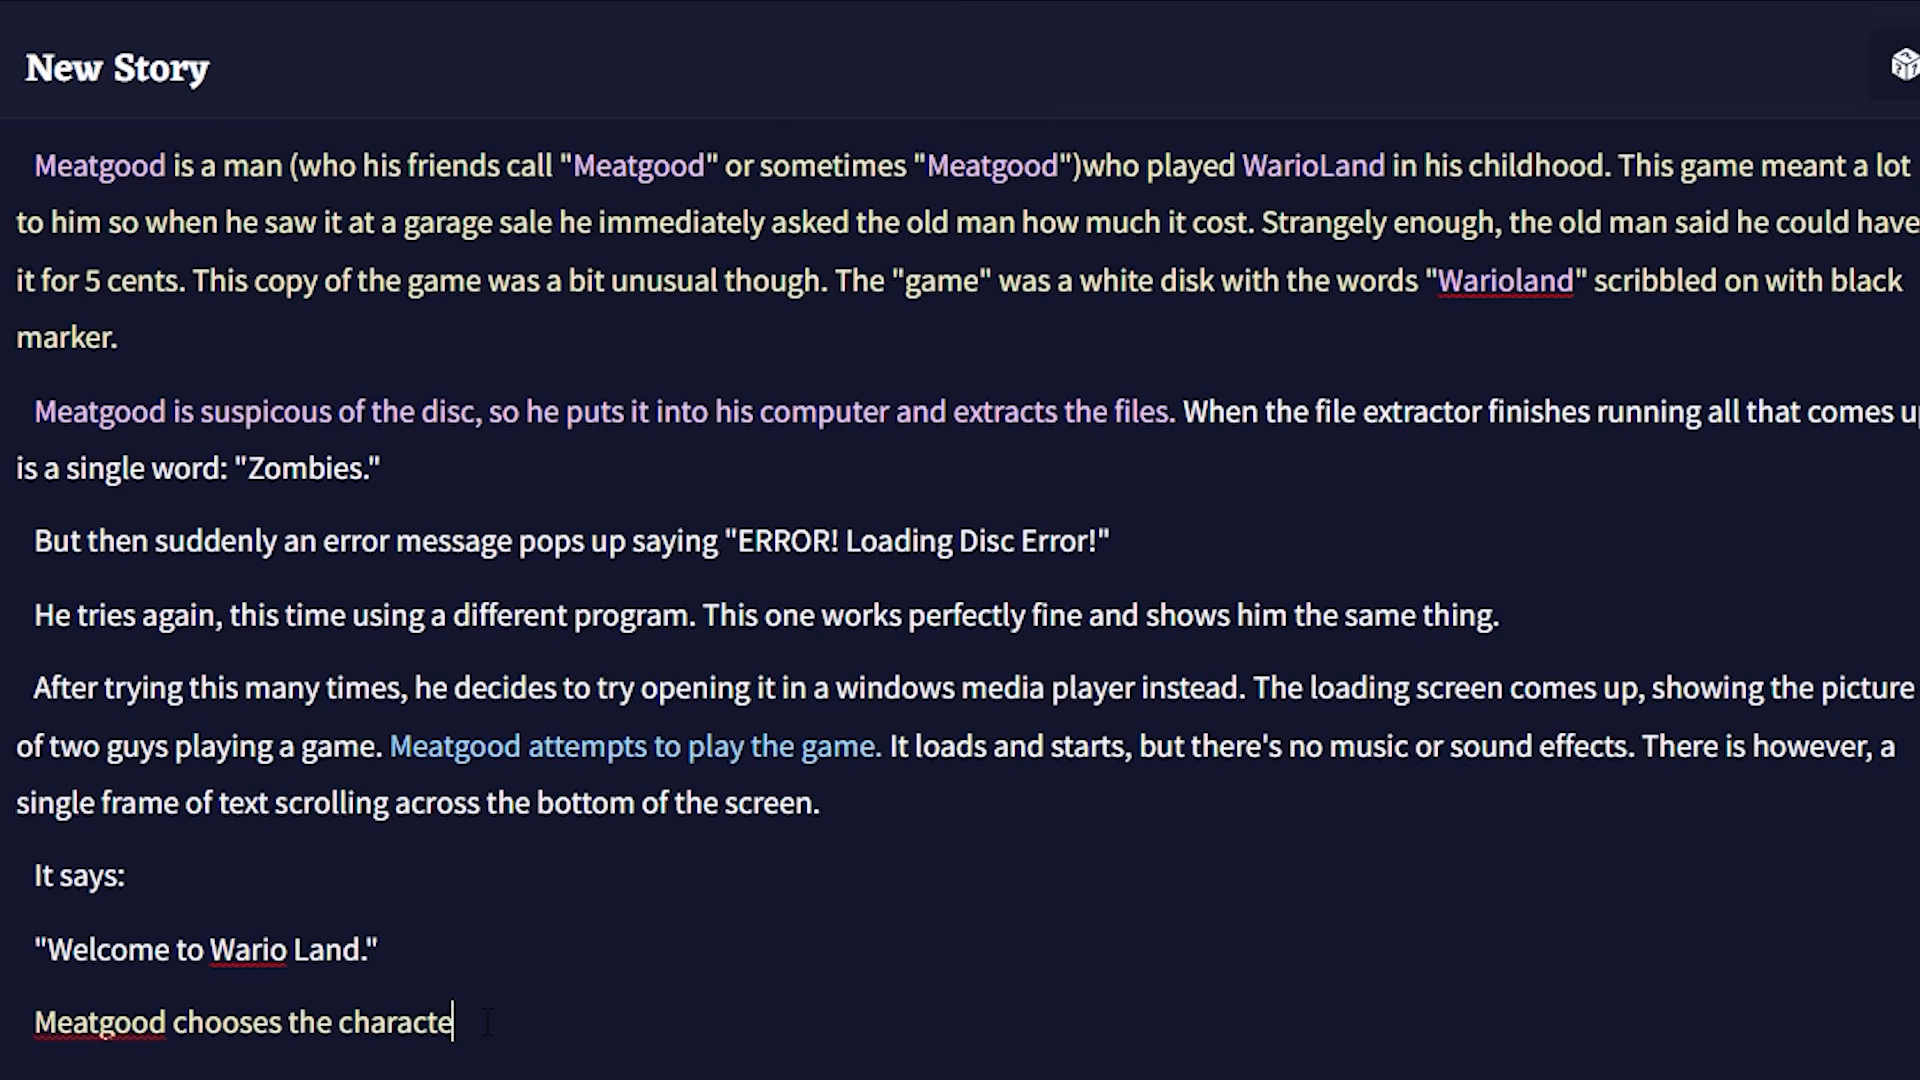 New Story
Meatgood is a man (who his friends call "Meatgood" or sometimes "Meatgood")who played WarioLand in his childhood. This game meant a lot
to him so when he saw it at a garage sale he immediately asked the old man how much it cost. Strangely enough, the old man said he could have
it for 5 cents. This copy of the game was a bit unusual though. The "game" was a white disk with the words "Warioland" scribbled on with black
marker.
Meatgood is suspicous of the disc, so he puts it into his computer and extracts the files. When the file extractor finishes running all that comes up
is a single word: "Zombies."
But then suddenly an error message pops up saying "ERROR! Loading Disc Error!"
He tries again, this time using a different program. This one works perfectly fine and shows him the same thing.
After trying this many times, he decides to try opening it in a windows media player instead. The loading screen comes up, showing the picture
of two guys playing a game. Meatgood attempts to play the game. It loads and starts, but there's no music or sound effects. There is however, a
single frame of text scrolling across the bottom of the screen.
It says:
"Welcome to Wario Land."
Meatgood chooses the characte